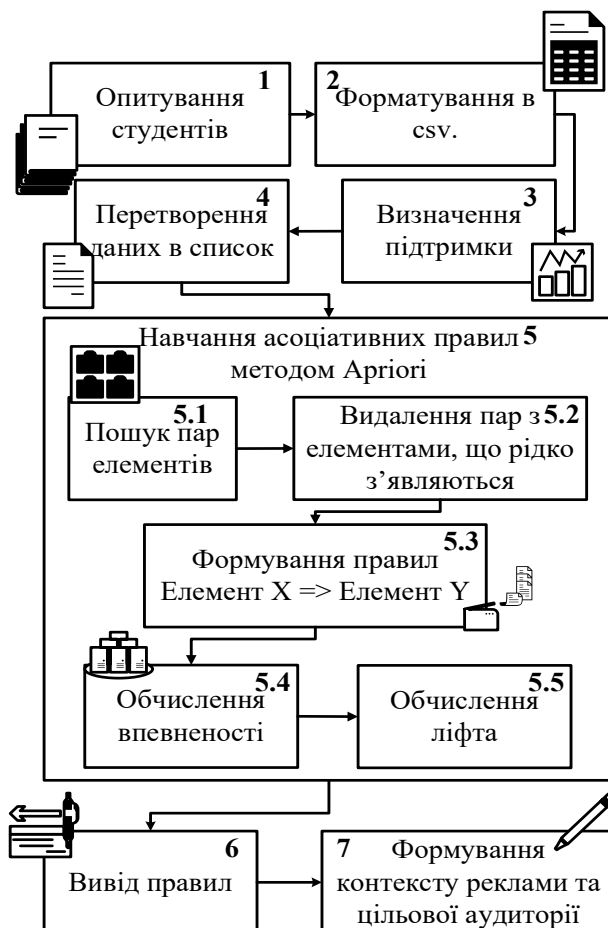 1
Опитування
студентів
2
Форматування в
csv.
3
Визначення
підтримки
4
Перетворення
даних в список
Навчання асоціативних правил 5
методом Apriori
5.1
Пошук пар
елементів
Видалення пар з 5.2
елементами, що рідко
з’являються
5.3
Формування правил
Елемент X => Елемент Y
5.4
Обчислення
впевненості
5.5
Обчислення
ліфта
6
Вивід правил
7 Формування
контексту реклами та
цільової аудиторії